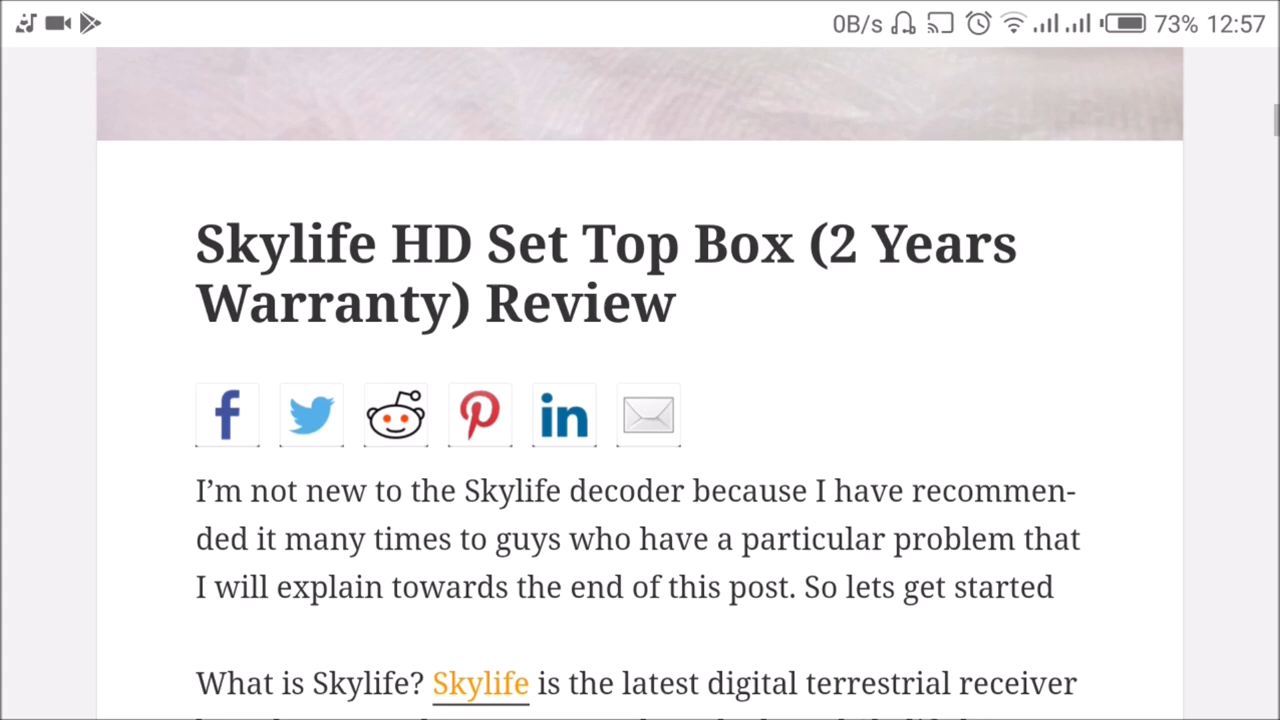 0B/s 73% 12:57
Skylife HD Set Top Box (2 Years
Warranty) Review
f in
I’m not new to the Skylife decoder because I have recommen-
ded it many times to guys who have a particular problem that
I will explain towards the end of this post. So lets get started
What is Skylife? Skylife is the latest digital terrestrial receiver